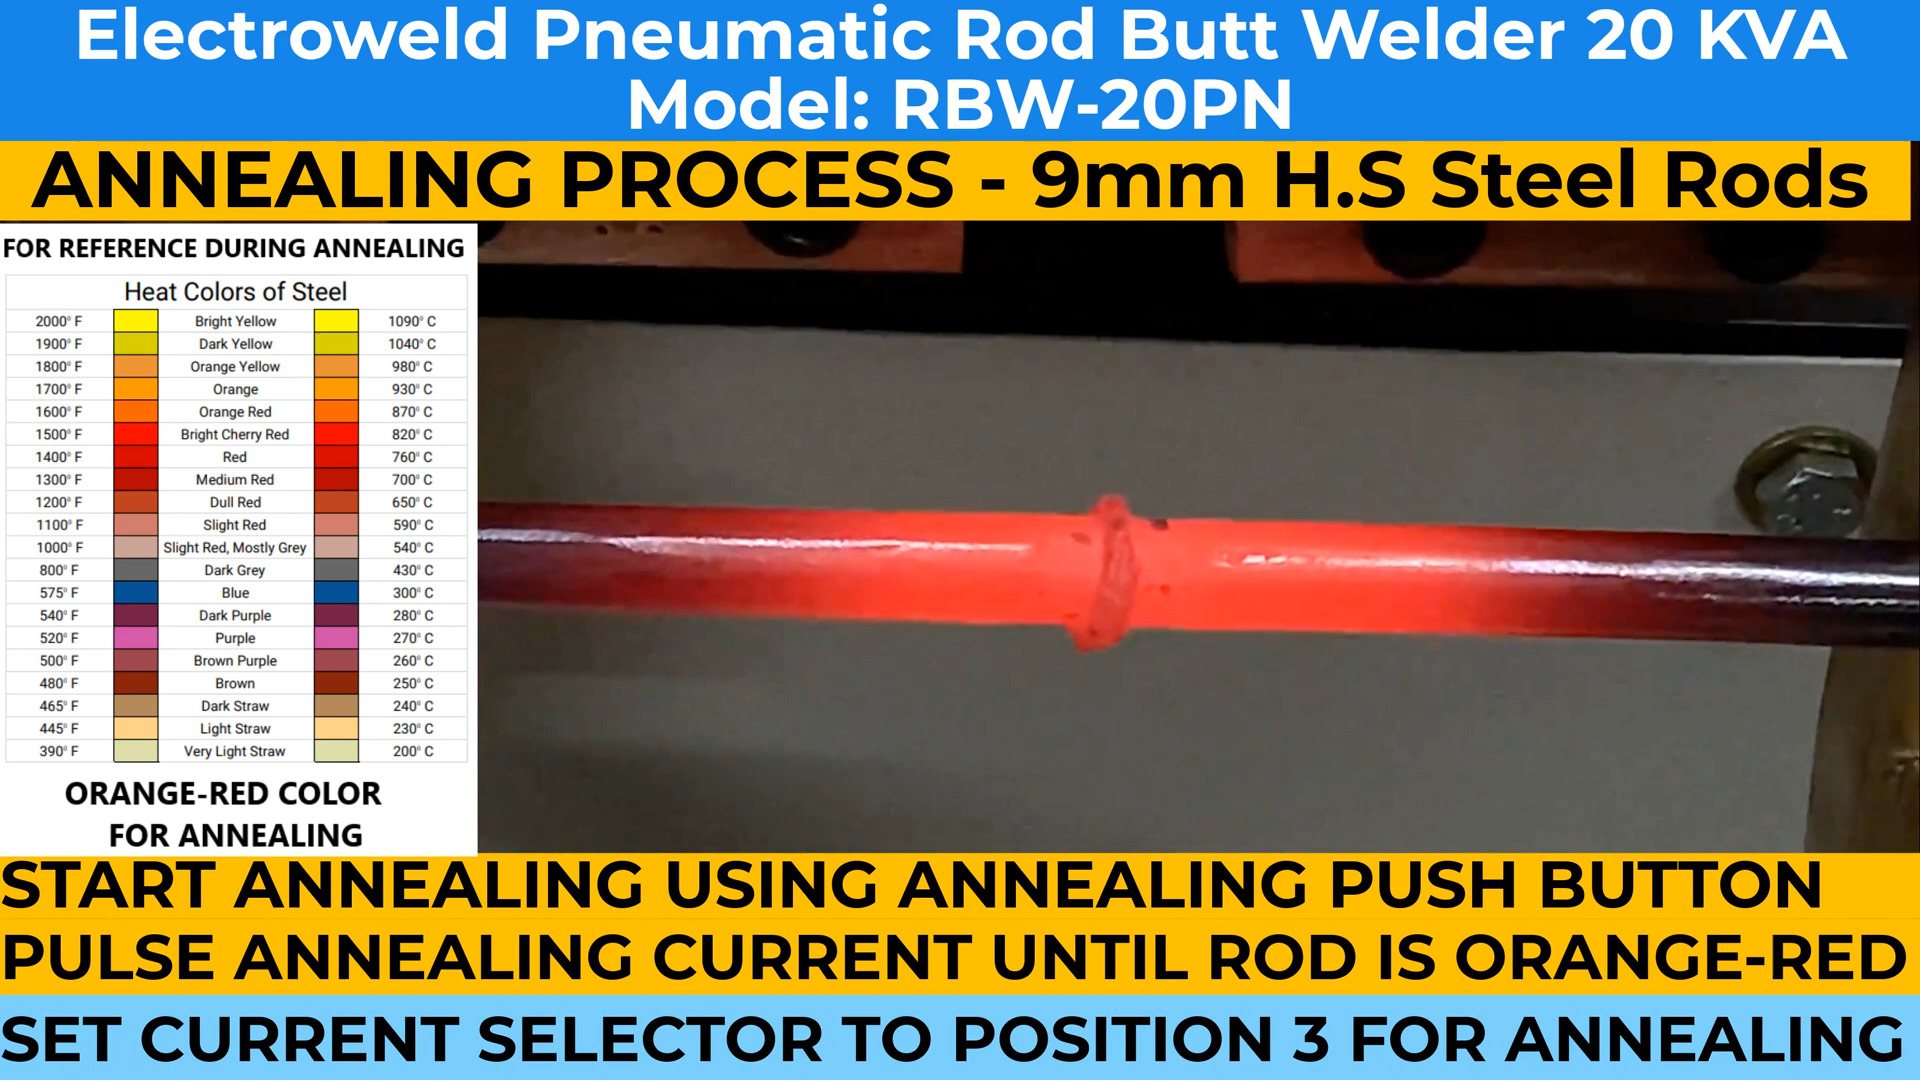 Electroweld Pneumatic Rod Butt Welder 20 KVA
Model: RBW-20PN
ANNEALING PROCESS - 9mm H.S Steel Rods
FOR REFERENCE DURING ANNEALING
Heat Colors of Steel
2000° F Bright Yellow 1090° C
1900° F Dark Yellow 1040° C
1800° F Orange Yellow 980° C
1700° F Orange 930° C
1600° F Orange Red 870° C
1500° F Bright Cherry Red 820° C
1400° F Red 760° C
1300° F Medium Red 700° C
1200° F Dull Red 650° C
1100° F Slight Red 590° C
1000° F Slight Red, Mostly Grey 540° C
800° F Dark Grey 430° C
575° F Blue 300° C
540° F Dark Purple 280° C
520° F Purple 270° C
500° F Brown Purple 260° C
480° F Brown 250° C
465° F Dark Straw 240° C
445° F Light Straw 230° C
390° F Very Light Straw 200° C
ORANGE-RED COLOR
FOR ANNEALING
START ANNEALING USING ANNEALING PUSH BUTTON
PULSE ANNEALING CURRENT UNTIL ROD IS ORANGE-RED
SET CURRENT SELECTOR TO POSITION 3 FOR ANNEALING